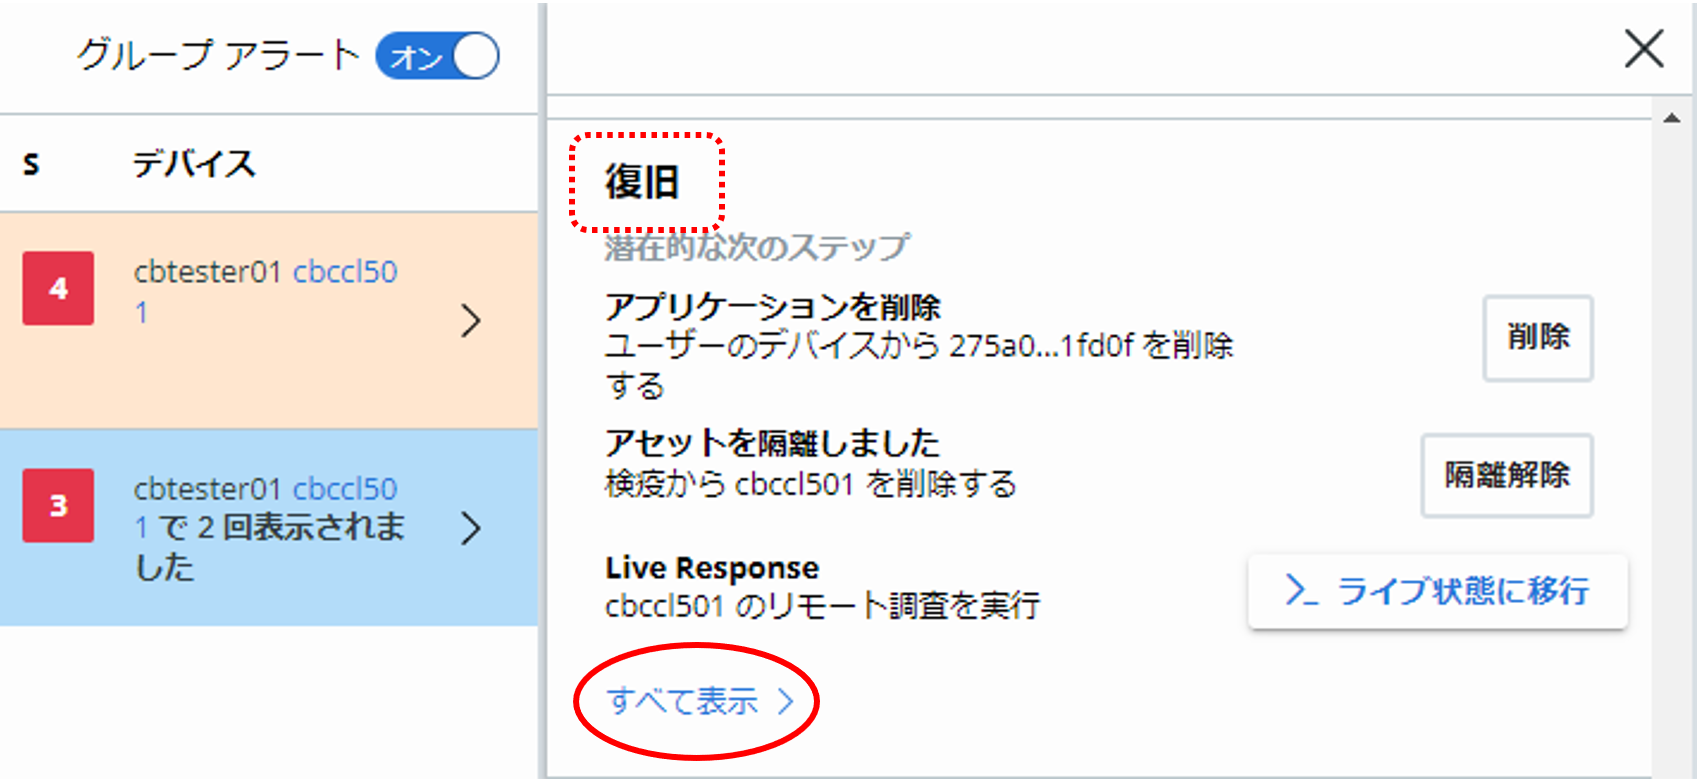 グループ アラート オン
S デバイス
4
cbtester01 cbccl50
1
3
cbtester01 cbccl50
1 で 2 回表示されま
した
復旧
潜在的な次のステップ
アプリケーションを削除
ユーザーのデバイスから 275a0...1fd0f を削除
する
削除
アセットを隔離しました
検疫から cbccl501 を削除する
隔離解除
Live Response
cbccl501 のリモート調査を実行
ライブ状態に移行
すべて表示